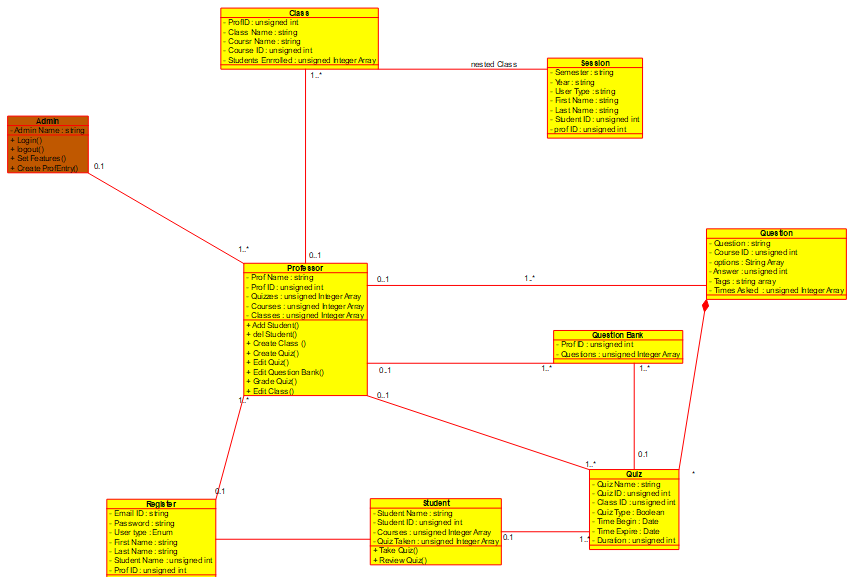 Class
- ProfID : unsigned int
- Class Name : string
- Coursr Name : string
- Course ID : unsigned int
- Students Enrrolled : unsigned Integer Array
nested Class
1..*
Session
- Semester : string
- Year : string
- User Type : string
- First Name : string
- Last Name : string
- Student ID : unsigned int
- prof ID : unsigned int
Admin
- Admin Name : string
+ Login()
+ logout()
+ Set Features()
+ Create ProfEntry()
0.1
1..*
0..1
Professor
- Prof Name : string
- Prof ID : unsigned int
- Quizzes : unsigned Integer Array
- Courses : unsigned Integer Array
- Classes : unsigned Integer Array
+ Add Student()
+ del Student()
+ Create Class ()
+ Create Quiz()
+ Edit Quiz()
+ Edit Question Bank()
+ Grade Quiz()
+ Edit Class()
0..1
1..*
Question
- Question : string
- Course ID : unsigned int
- options : String Array
- Answer : unsigned int
- Tags : string array
- Times Asked : unsigned Integer Array
Question Bank
- Prof ID : unsigned int
- Questions : unsigned Integer Array
0..1
1..*
1..*
0..1
1..*
0.1
1..*
0.1
*
Quiz
- Quiz Name : string
- Quiz ID : unsigned int
- Class ID : unsigned int
- Quiz Type : Boolean
- Time Begin : Date
- Time Expire : Date
- Duration : unsigned int
Register
- Email ID : string
- Password : string
- User type : Enum
- First Name : string
- Last Name : string
- Student Name : unsigned int
- Prof ID : unsigned int
Student
- Student Name : string
- Student ID : unsigned int
- Courses : unsigned Integer Array
- Quiz Taken : unsigned Integer Array
+ Take Quiz()
+ Review Quiz()
0.1
1..*